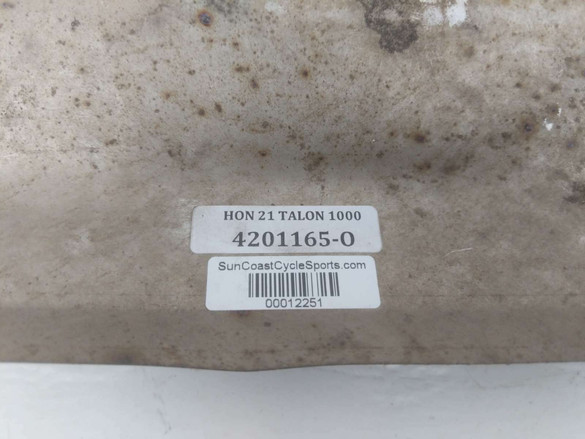 HON 21 TALON 1000
4201165-O
SunCoastCycleSports.com
00012251